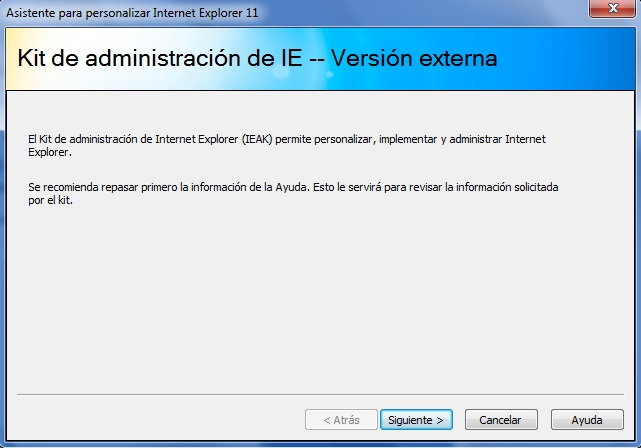 Asistente para personalizar Internet Explorer 11
Kit de administración de IE -- Versión externa
El Kit de administración de Internet Explorer (IEAK) permite personalizar, implementar y administrar Internet
Explorer.
Se recomienda repasar primero la información de la Ayuda. Esto le servirá para revisar la información solicitada
por el kit.
< Atrás
Siguiente >
Cancelar
Ayuda